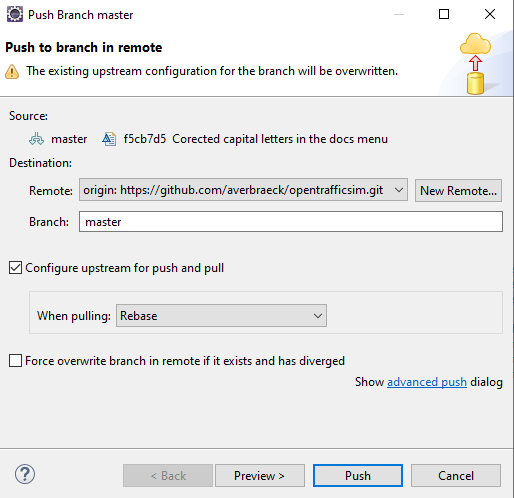 Push Branch master
Push to branch in remote
The existing upstream configuration for the branch will be overwritten.
Source:
master f5cb7d5 Corected capital letters in the docs menu
Destination:
Remote: origin: https://github.com/averbraeck/opentrafficsim.git New Remote...
Branch: master
Configure upstream for push and pull
When pulling: Rebase
Force overwrite branch in remote if it exists and has diverged
Show advanced push dialog
? < Back Preview > Push Cancel